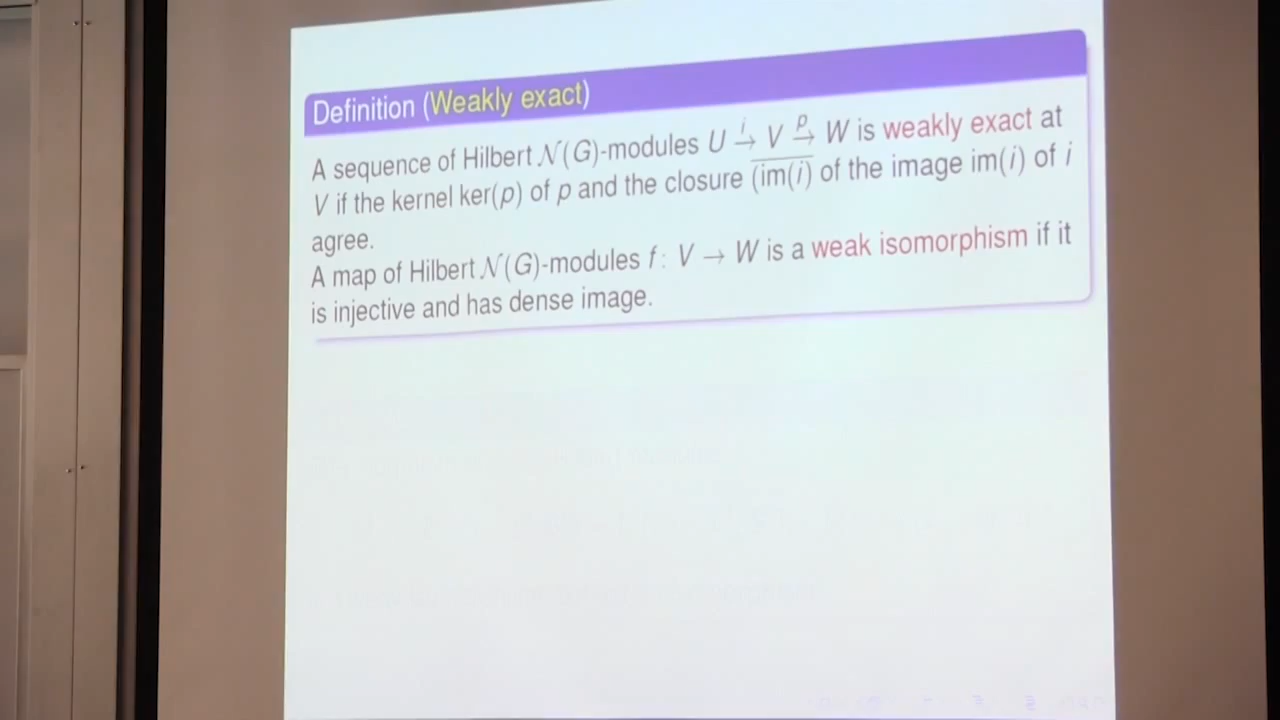 Definition (Weakly exact)
A sequence of Hilbert 𝒩(G)-modules U →^i V →^p W is weakly exact at
V if the kernel ker(p) of p and the closure (\overline{im(i)} of the image im(i) of i
agree.
A map of Hilbert 𝒩(G)-modules f: V → W is a weak isomorphism if it
is injective and has dense image.